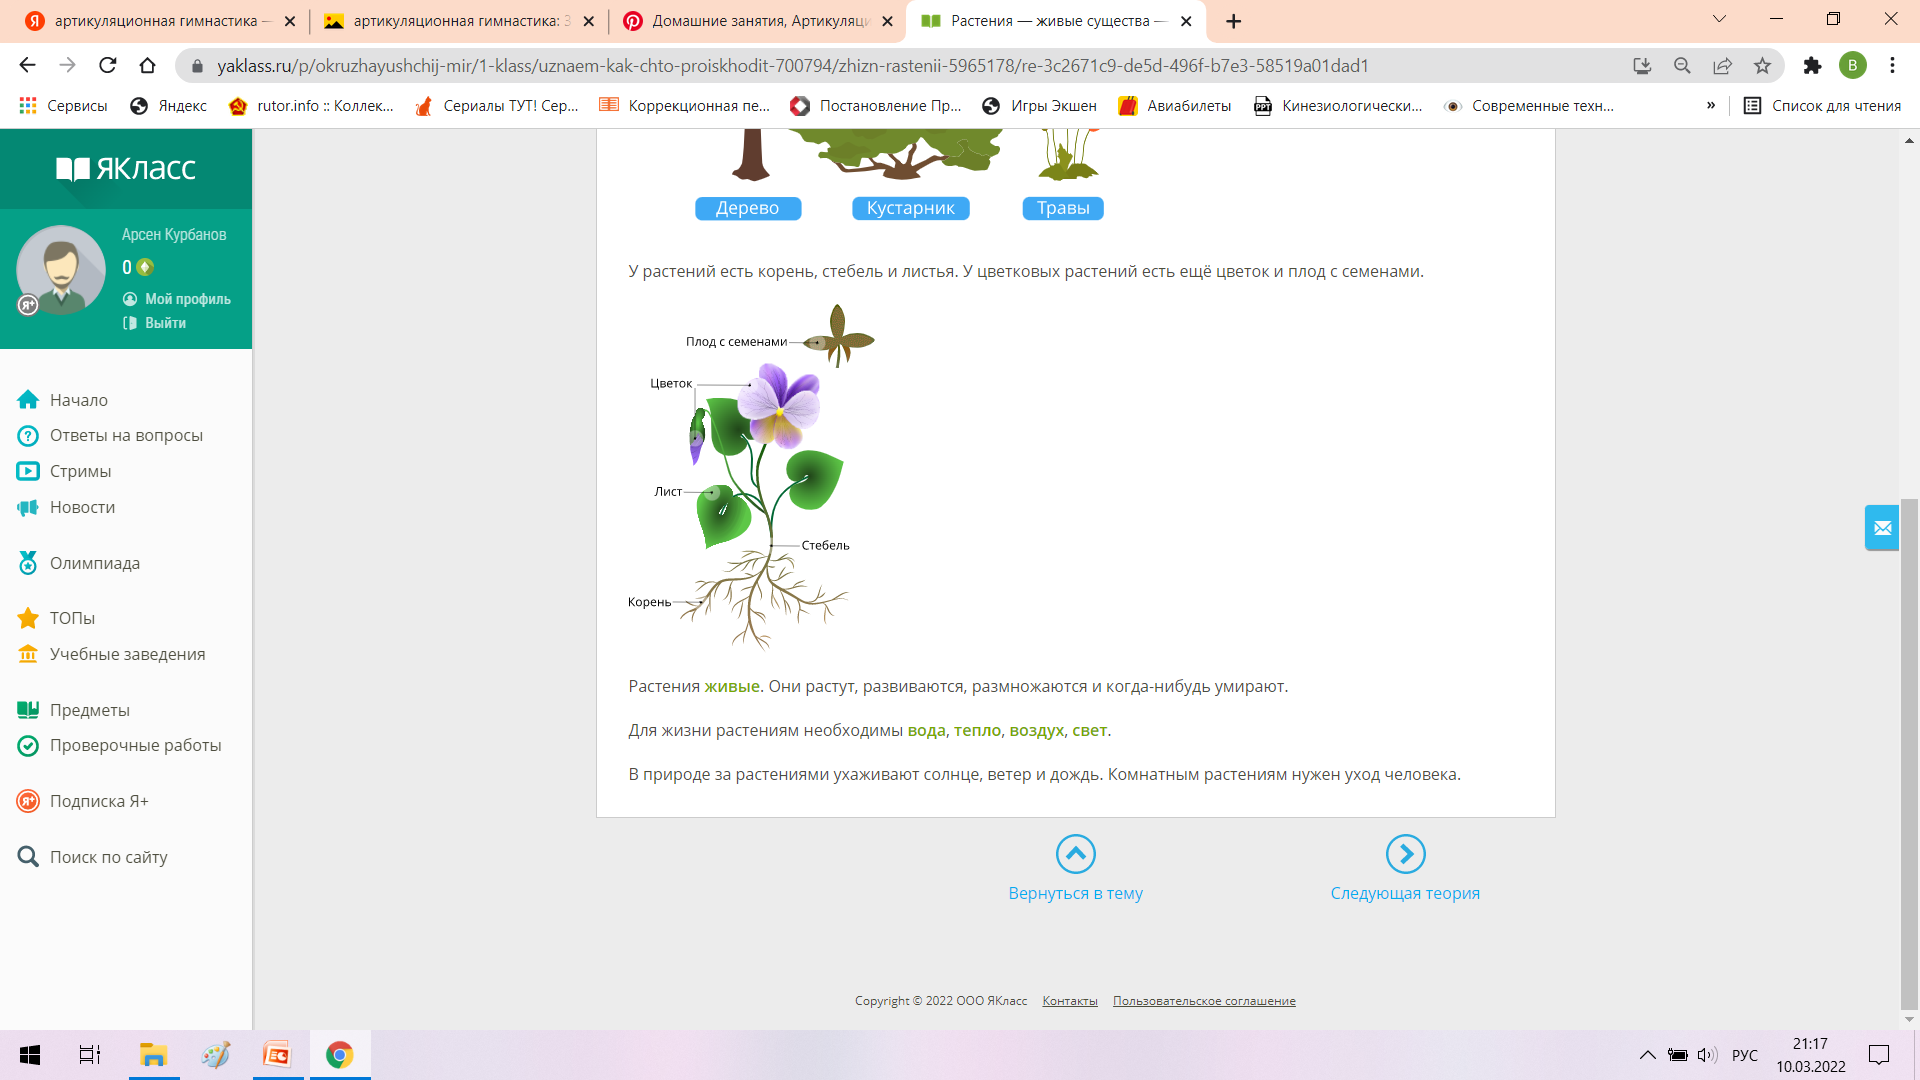 артикуляционная гимнастика —
артикуляционная гимнастика: 3
Домашние занятия, Артикуляци
Растения — живые существа —
yaklass.ru/p/okruzhayushchij-mir/1-klass/uznaem-kak-chto-proiskhodit-700794/zhizn-rastenii-5965178/re-3c2671c9-de5d-496f-b7e3-58519a01dad1
B
Сервисы
Яндекс
rutor.info :: Коллек...
Сериалы ТУТ! Сер...
Коррекционная пе...
Постановление Пр...
Игры Экшен
Авиабилеты
PPT
Кинезиологически...
Современные техн...
»
Список для чтения
ЯКласс
Арсен Курбанов
0
Я+
Мой профиль
Выйти
Начало
Ответы на вопросы
Стримы
Новости
Олимпиада
ТОПы
Учебные заведения
Предметы
Проверочные работы
Подписка Я+
Поиск по сайту
Дерево
Кустарник
Травы
У растений есть корень, стебель и листья. У цветковых растений есть ещё цветок и плод с семенами.
Плод с семенами
Цветок
Лист
Стебель
Корень
Растения живые. Они растут, развиваются, размножаются и когда-нибудь умирают.
Для жизни растениям необходимы вода, тепло, воздух, свет.
В природе за растениями ухаживают солнце, ветер и дождь. Комнатным растениям нужен уход человека.
Вернуться в тему
Следующая теория
Copyright © 2022 ООО ЯКласс Контакты Пользовательское соглашение
РУС
21:17
10.03.2022